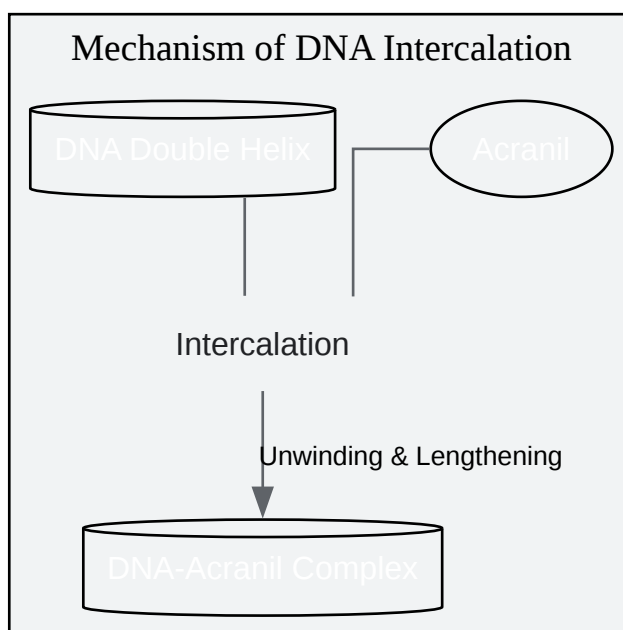 Mechanism of DNA Intercalation
DNA Double Helix
Acranil
Intercalation
Unwinding & Lengthening
DNA-Acranil Complex